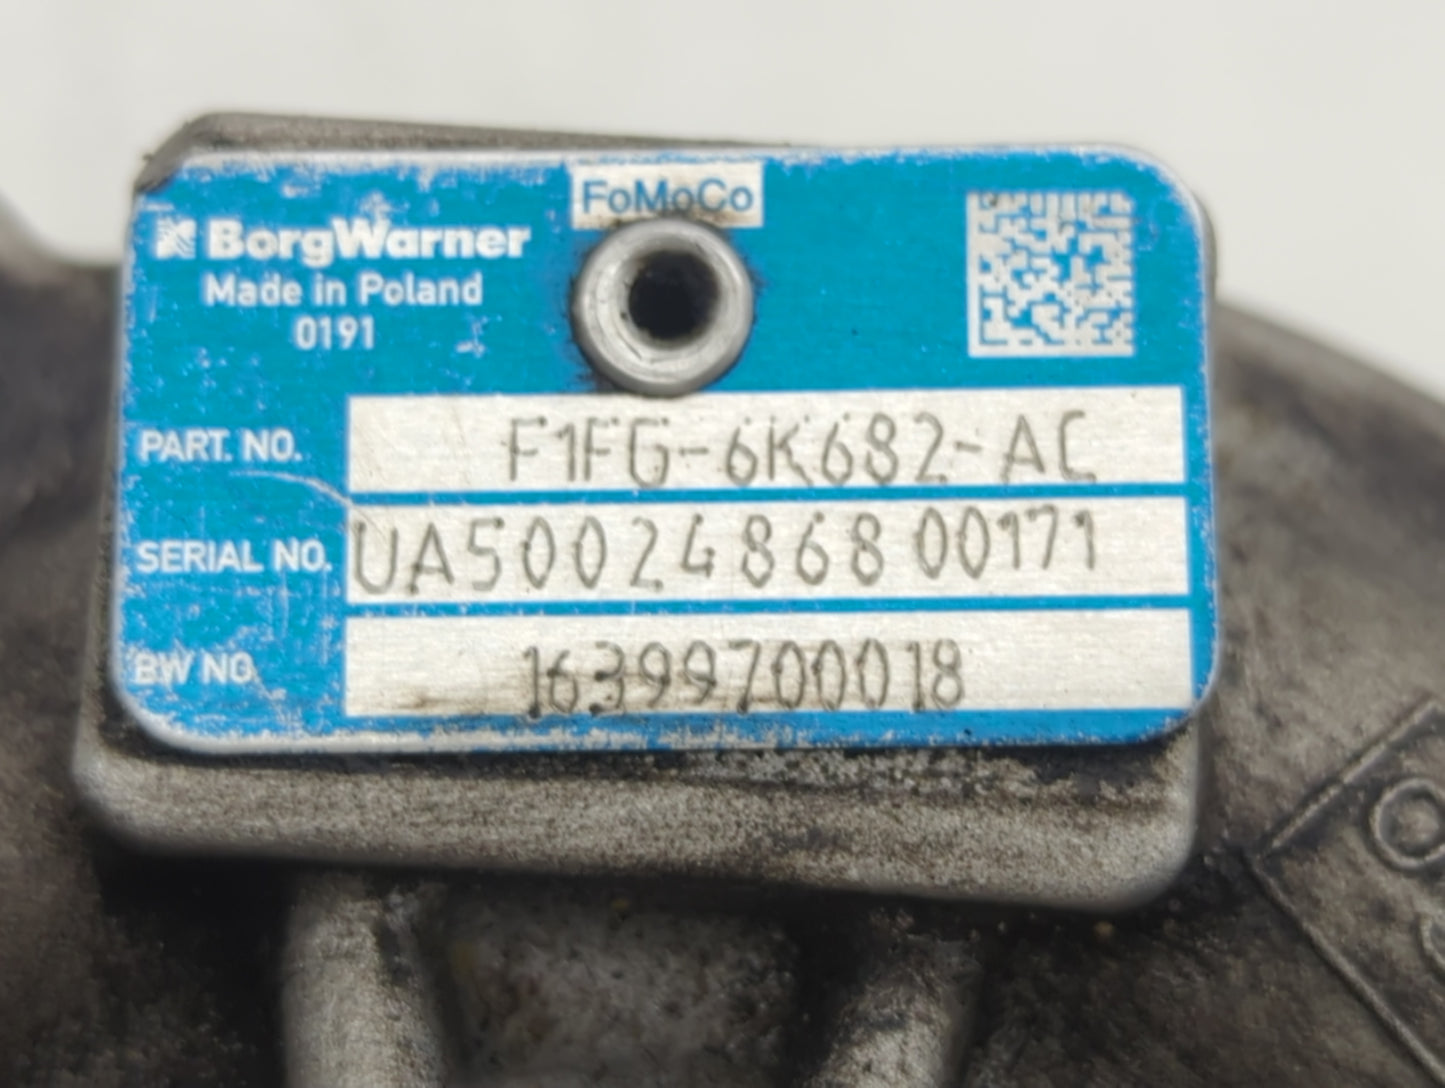 FoMoCo
BorgWarner
Made in Poland
0191
PART. NO. F1FG-6K682-AC
SERIAL NO. UA50024868 00171
BW NO. 16399700018